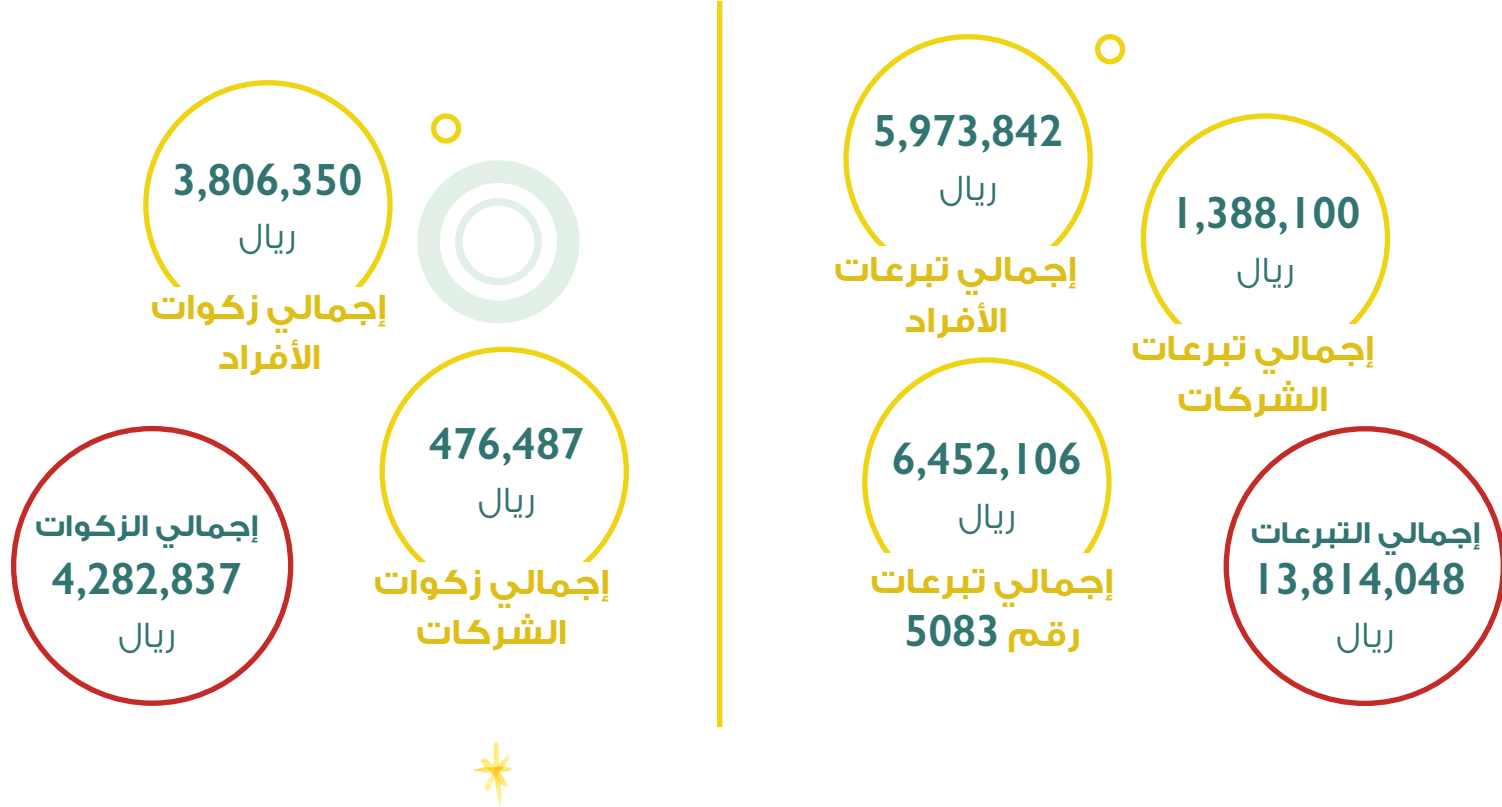 5,973,842
ريال
إجمالي تبرعات
الأفراد
1,388,100
ريال
إجمالي تبرعات
الشركات
6,452,106
ريال
إجمالي تبرعات
رقم 5083
إجمالي التبرعات
13,814,048
ريال
3,806,350
ريال
إجمالي زكوات
الأفراد
476,487
ريال
إجمالي زكوات
الشركات
إجمالي الزكوات
4,282,837
ريال